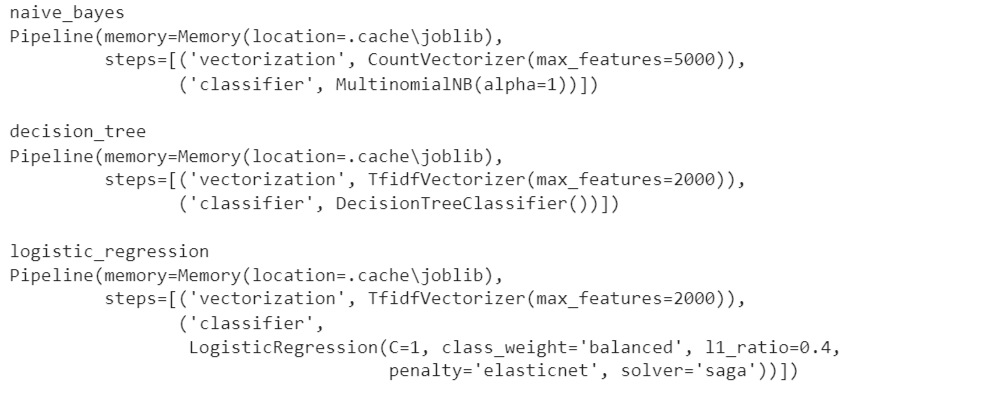 naive_bayes
Pipeline(memory=Memory(location=.cache\joblib),
         steps=[('vectorization', CountVectorizer(max_features=5000)),
                ('classifier', MultinomialNB(alpha=1))])
decision_tree
Pipeline(memory=Memory(location=.cache\joblib),
         steps=[('vectorization', TfidfVectorizer(max_features=2000)),
                ('classifier', DecisionTreeClassifier())])
logistic_regression
Pipeline(memory=Memory(location=.cache\joblib),
         steps=[('vectorization', TfidfVectorizer(max_features=2000)),
                ('classifier',
                 LogisticRegression(C=1, class_weight='balanced', l1_ratio=0.4,
                                    penalty='elasticnet', solver='saga'))])